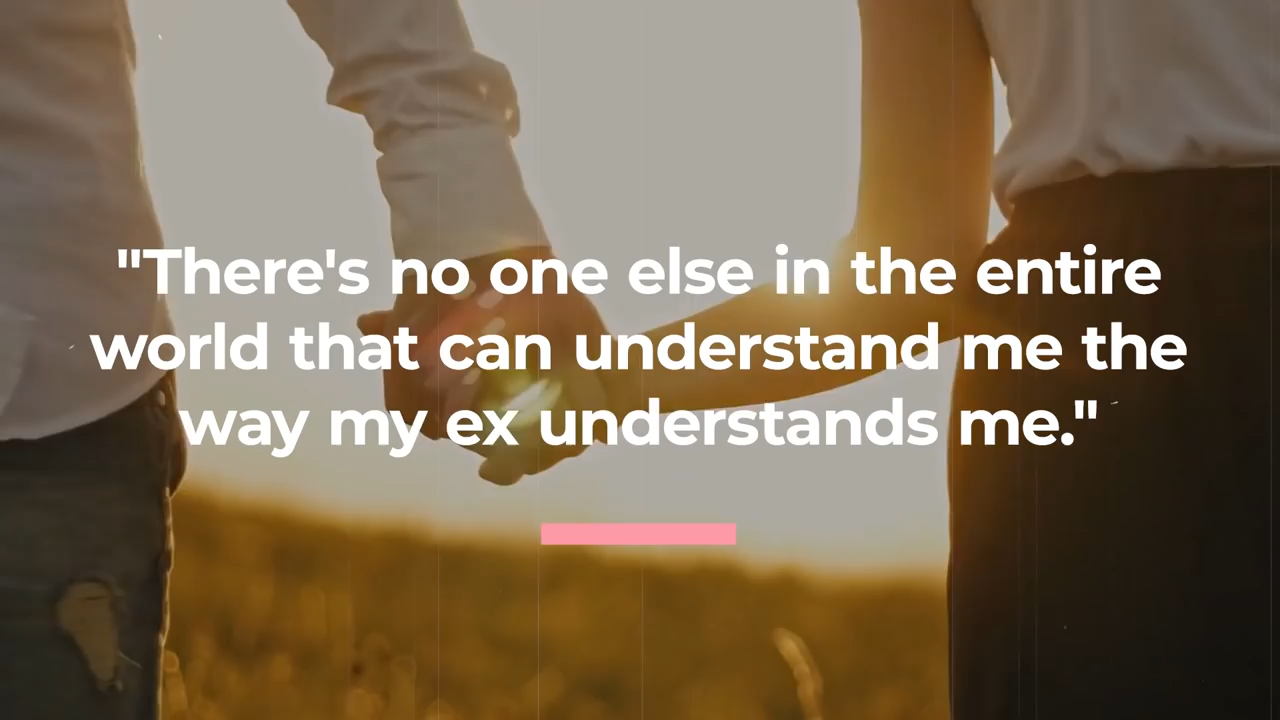 "There's no one else in the entire
world that can understand me the
way my ex understands me."